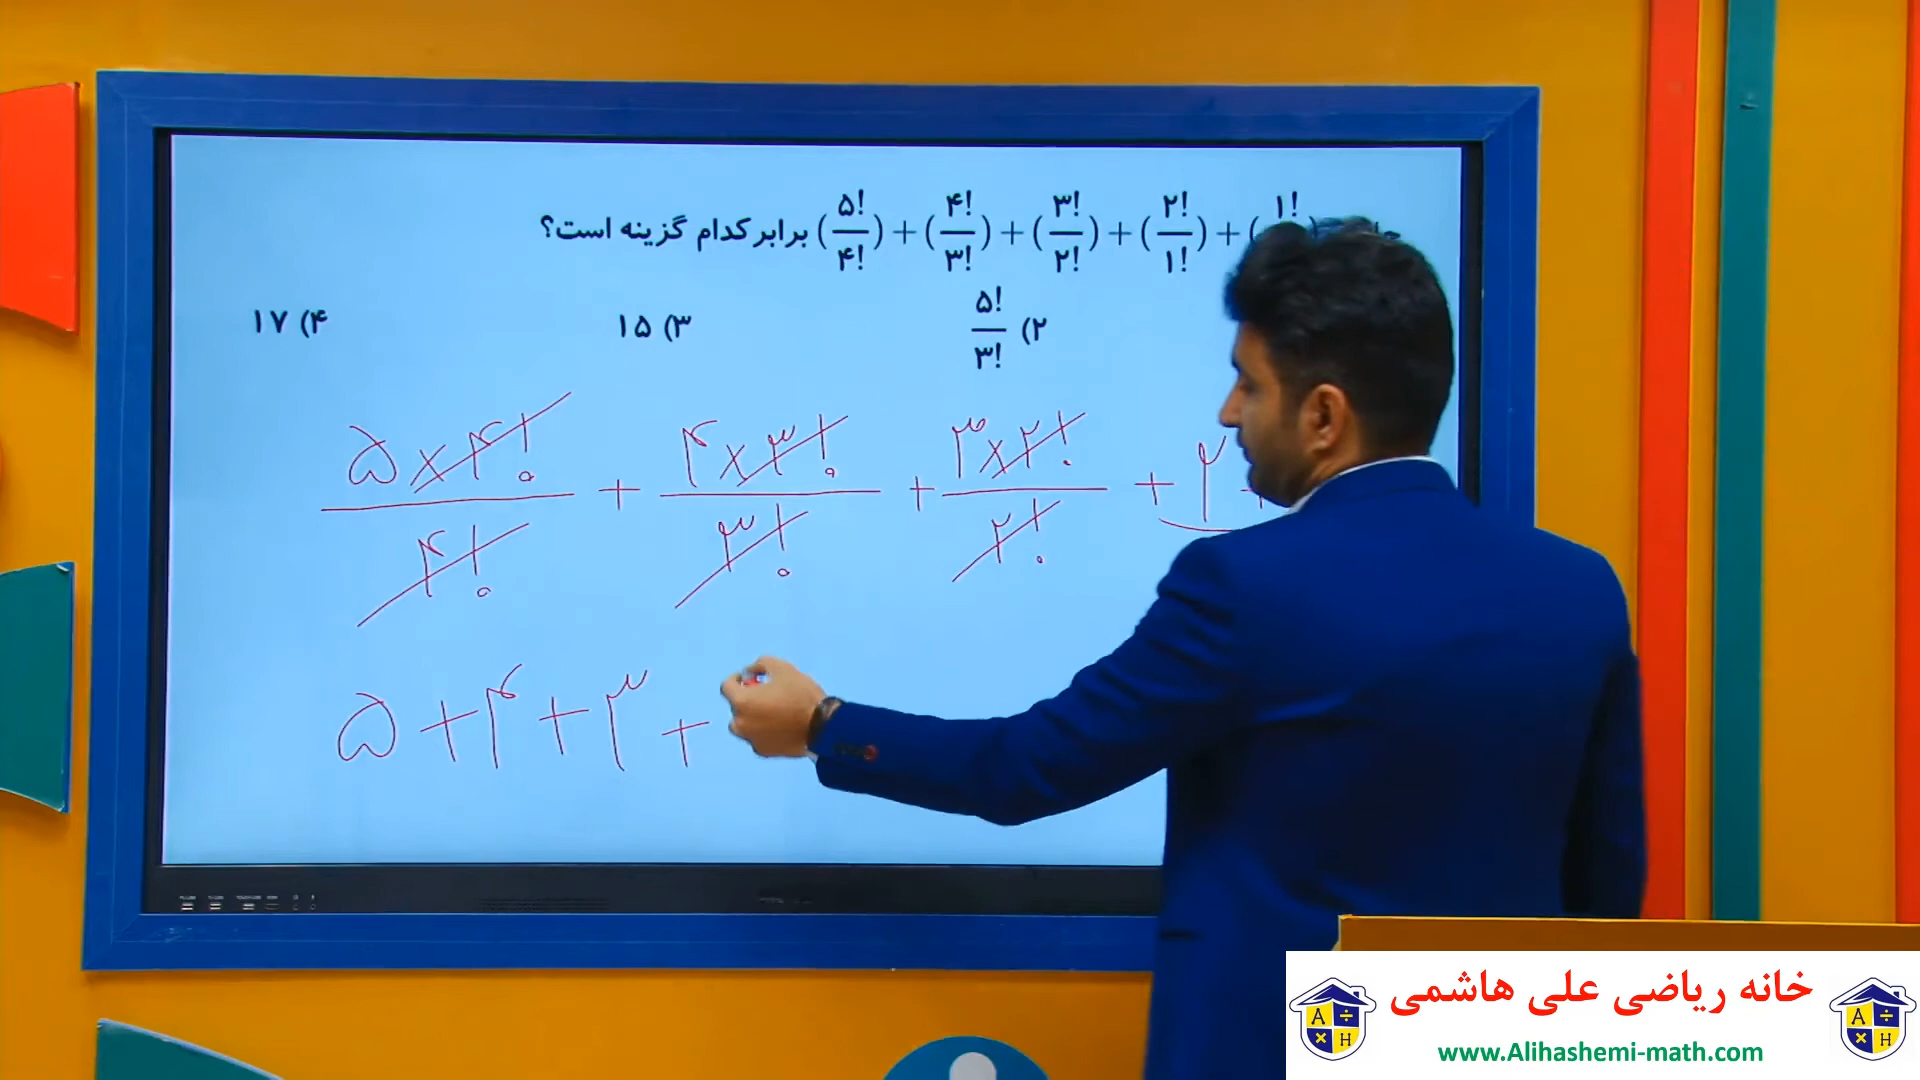 (۵!/۴!) + (۴!/۳!) + (۳!/۲!) + (۲!/۱!) + (۱! برابر کدام گزینه است؟
۲) ۵!/۳!
۳) ۱۵
۴) ۱۷
۵×۴!/۴! + ۴×۳!/۳! + ۳×۲!/۲! + ۲
۵+۴+۳+
خانه ریاضی علی هاشمی
A ÷ × H
A ÷ × H
www.Alihashemi-math.com